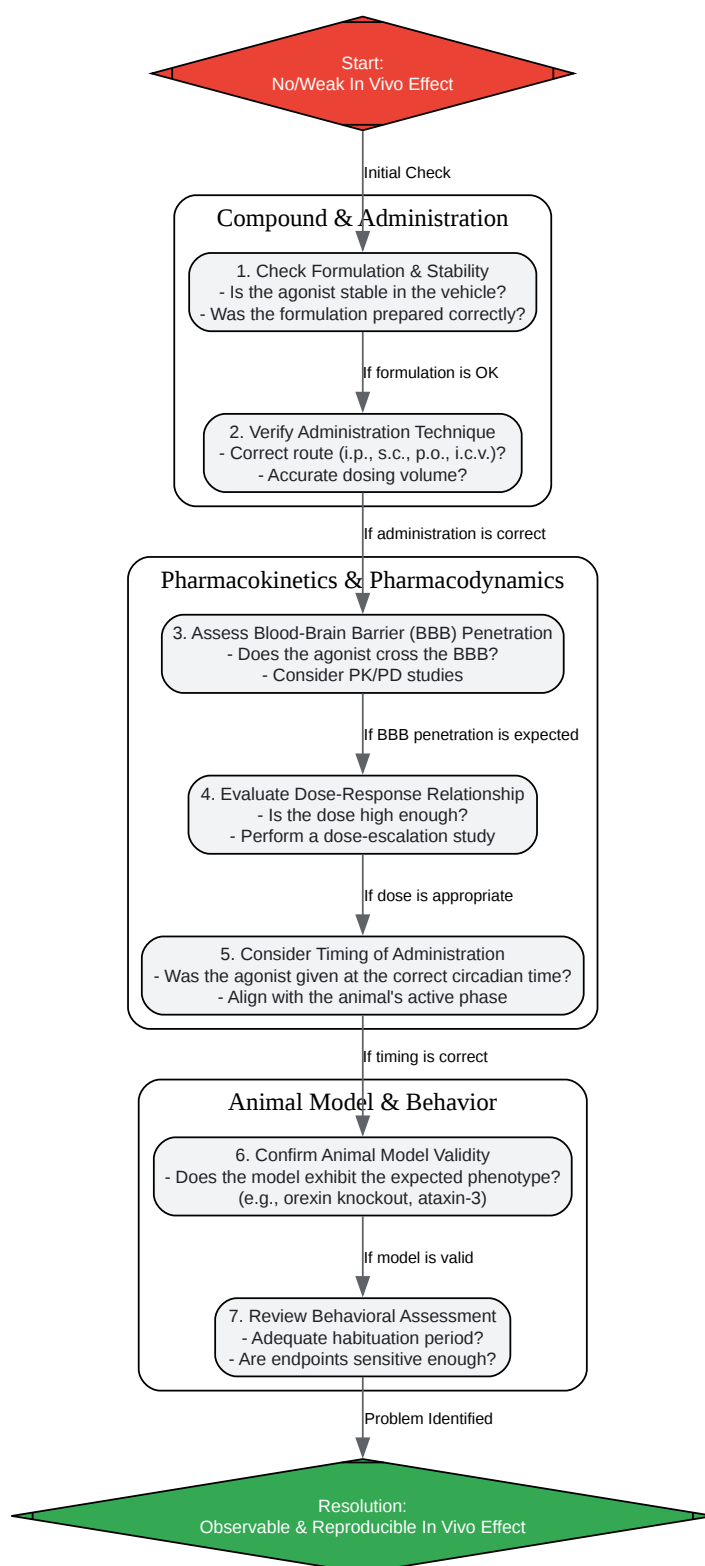 Start:
No/Weak In Vivo Effect
Initial Check
Compound & Administration
1. Check Formulation & Stability
- Is the agonist stable in the vehicle?
- Was the formulation prepared correctly?
If formulation is OK
2. Verify Administration Technique
- Correct route (i.p., s.c., p.o., i.c.v.)?
- Accurate dosing volume?
If administration is correct
Pharmacokinetics & Pharmacodynamics
3. Assess Blood-Brain Barrier (BBB) Penetration
- Does the agonist cross the BBB?
- Consider PK/PD studies
If BBB penetration is expected
4. Evaluate Dose-Response Relationship
- Is the dose high enough?
- Perform a dose-escalation study
If dose is appropriate
5. Consider Timing of Administration
- Was the agonist given at the correct circadian time?
- Align with the animal's active phase
If timing is correct
Animal Model & Behavior
6. Confirm Animal Model Validity
- Does the model exhibit the expected phenotype?
(e.g., orexin knockout, ataxin-3)
If model is valid
7. Review Behavioral Assessment
- Adequate habituation period?
- Are endpoints sensitive enough?
Problem Identified
Resolution:
Observable & Reproducible In Vivo Effect